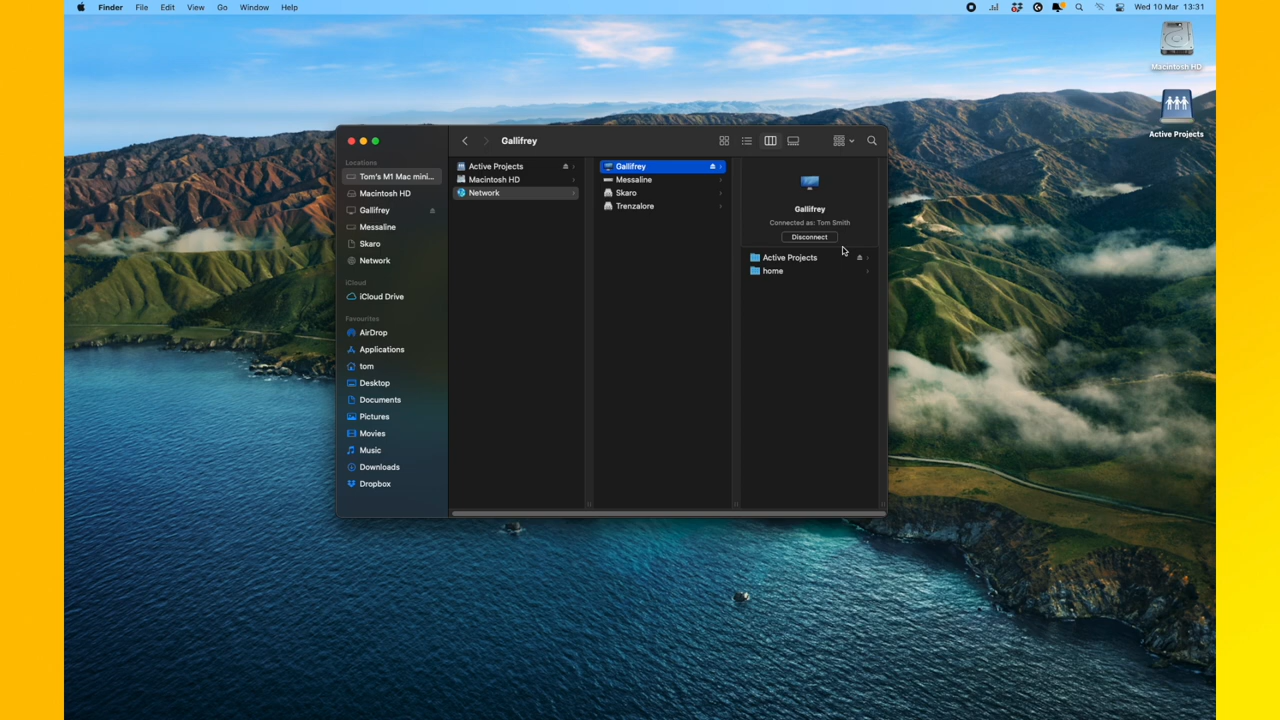 Finder File Edit View Go Window Help Wed 10 Mar 13:31
Macintosh HD
Active Projects
Gallifrey
Locations
Tom's M1 Mac mini...
Macintosh HD
Gallifrey
Messaline
Skaro
Network
iCloud
iCloud Drive
Favourites
AirDrop
Applications
tom
Desktop
Documents
Pictures
Movies
Music
Downloads
Dropbox
Active Projects
Macintosh HD
Network
Gallifrey
Messaline
Skaro
Trenzalore
Gallifrey
Connected as: Tom Smith
Disconnect
Active Projects
home